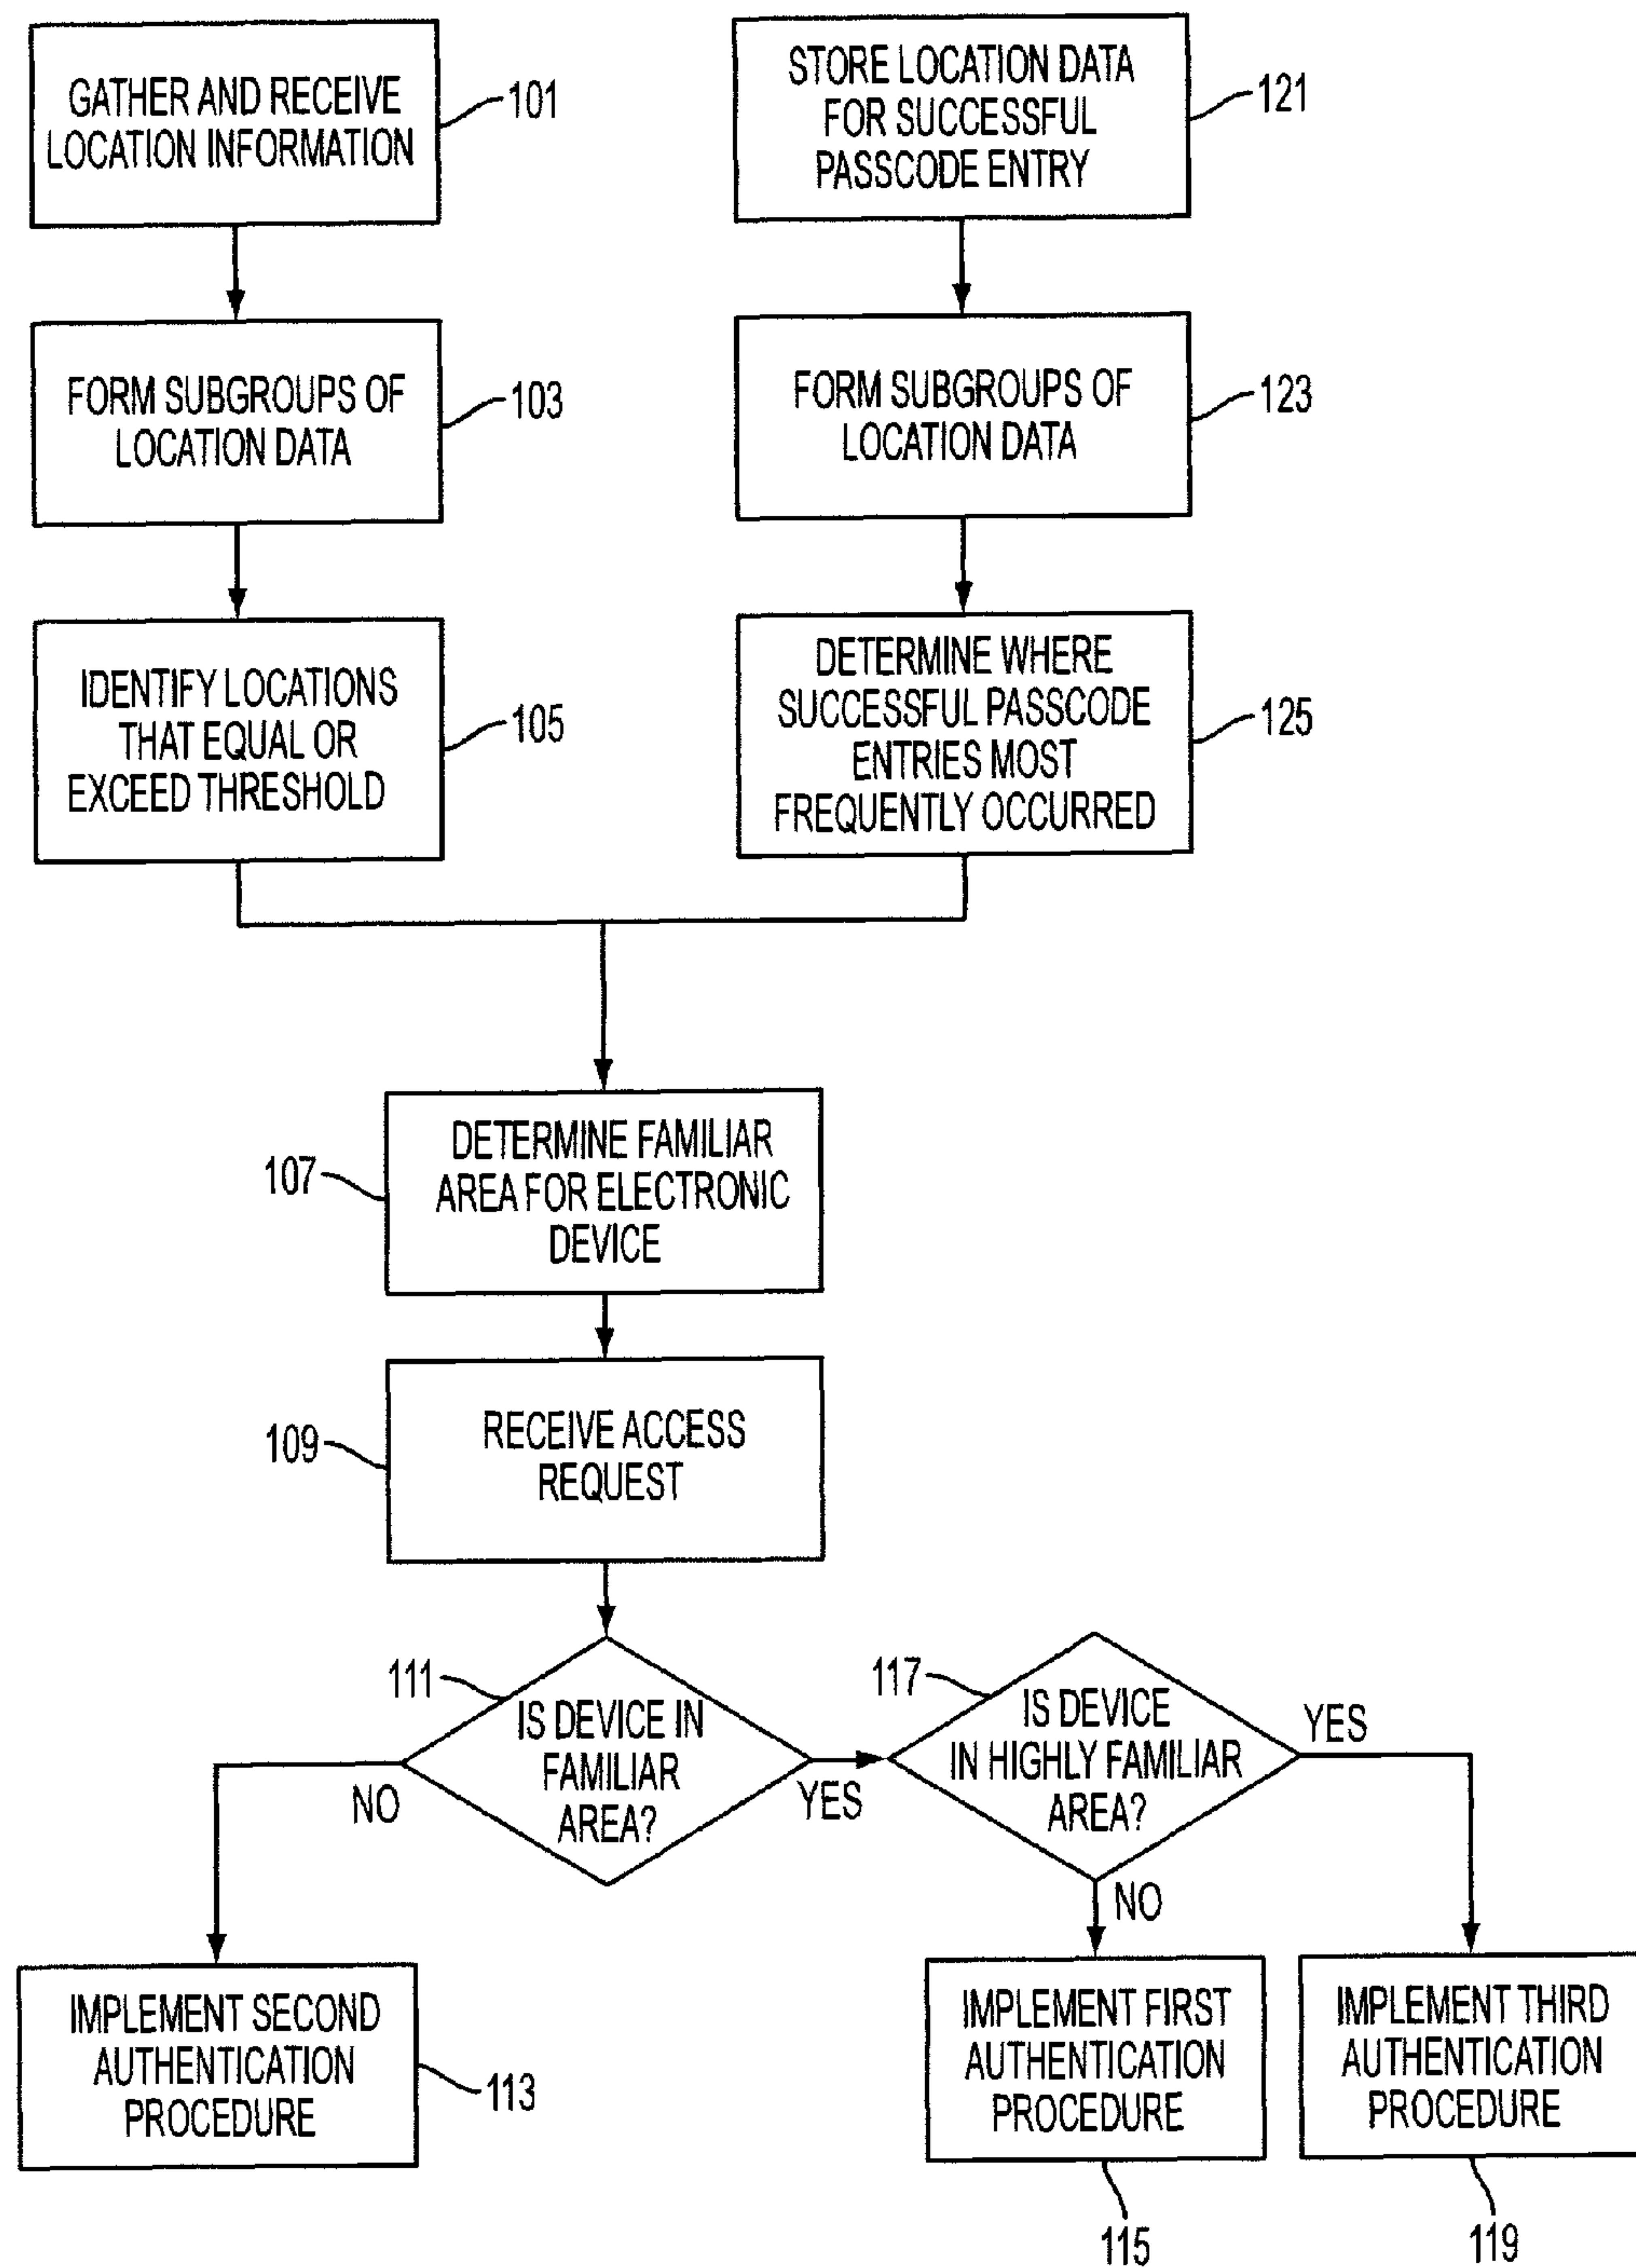 GATHER AND RECEIVE
LOCATION INFORMATION
101
STORE LOCATION DATA
FOR SUCCESSFUL
PASSCODE ENTRY
121
FORM SUBGROUPS OF
LOCATION DATA
103
FORM SUBGROUPS OF
LOCATION DATA
123
IDENTIFY LOCATIONS
THAT EQUAL OR
EXCEED THRESHOLD
105
DETERMINE WHERE
SUCCESSFUL PASSCODE
ENTRIES MOST
FREQUENTLY OCCURRED
125
107
DETERMINE FAMILIAR
AREA FOR ELECTRONIC
DEVICE
109
RECEIVE ACCESS
REQUEST
111
IS DEVICE IN
FAMILIAR
AREA?
NO
YES
117
IS DEVICE
IN HIGHLY FAMILIAR
AREA?
YES
NO
IMPLEMENT SECOND
AUTHENTICATION
PROCEDURE
113
IMPLEMENT FIRST
AUTHENTICATION
PROCEDURE
115
IMPLEMENT THIRD
AUTHENTICATION
PROCEDURE
119